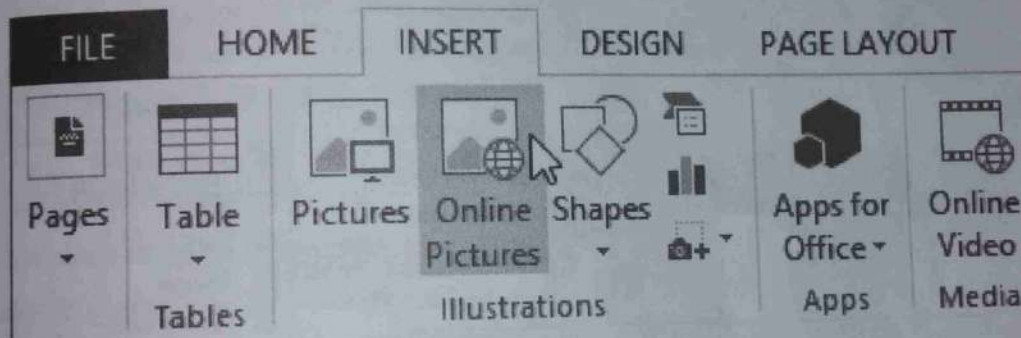 FILE HOME INSERT DESIGN PAGE LAYOUT
Pages Table Pictures Online Pictures Shapes Apps for Office Online Video
Tables Illustrations Apps Media